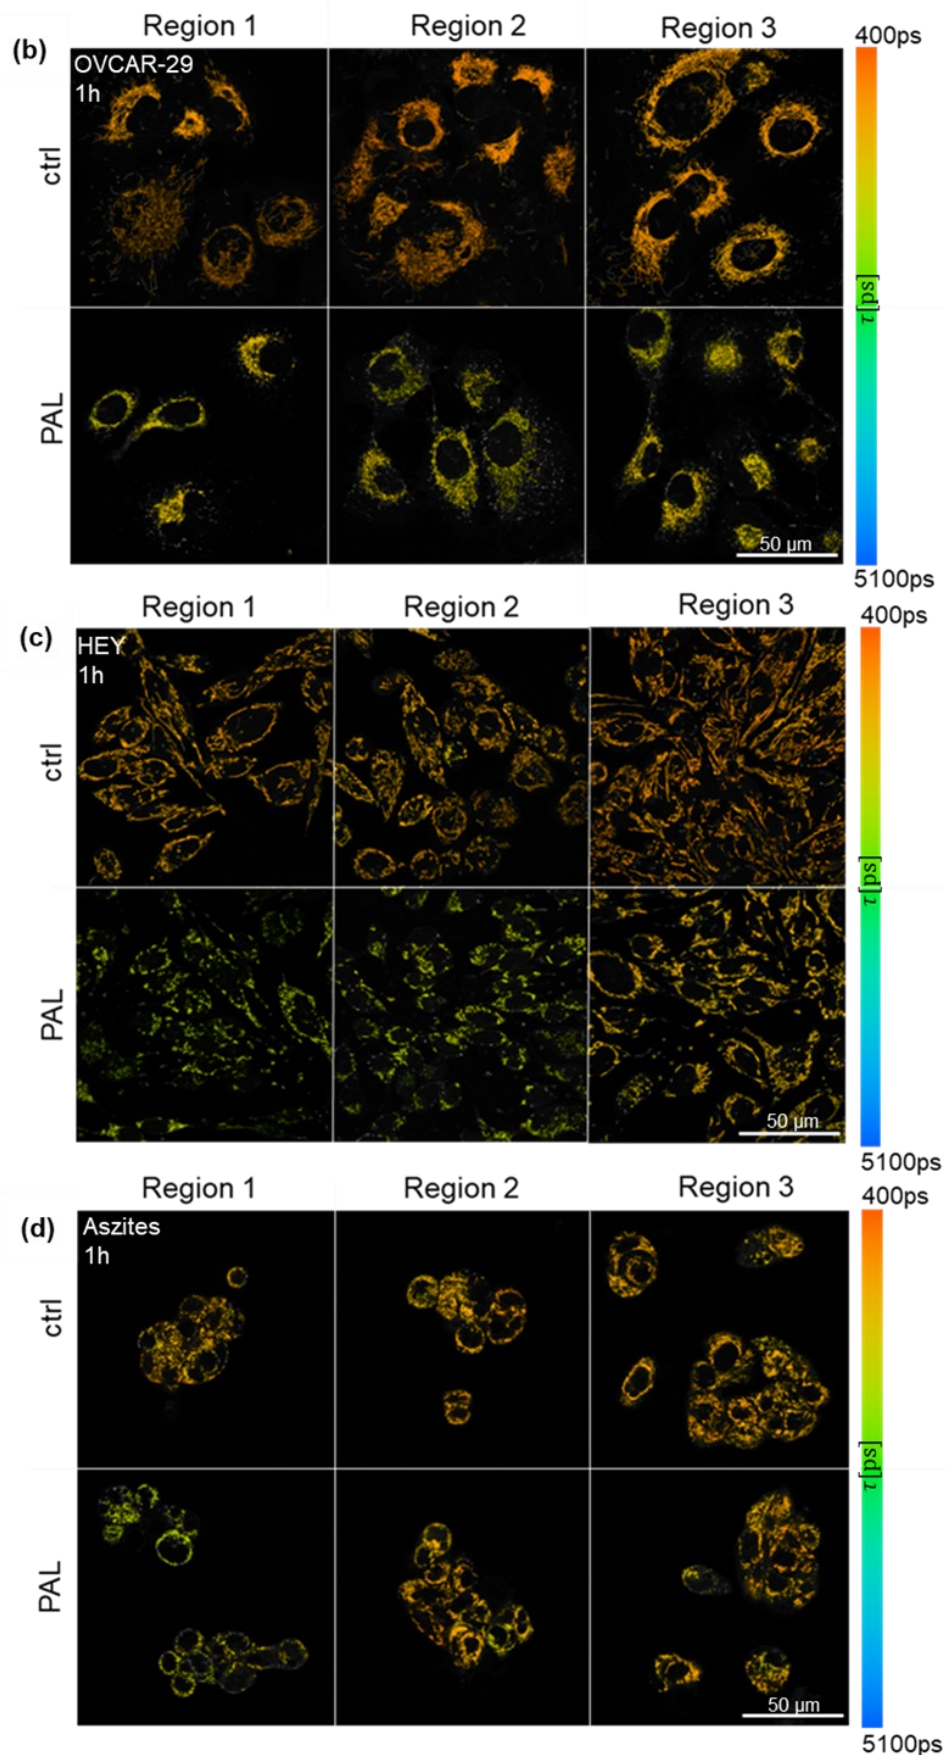 (b)
Region 1 Region 2 Region 3
400ps
OVCAR-29
1h
ctrl
τ[ps]
PAL
50 µm
5100ps
(c)
Region 1 Region 2 Region 3
400ps
HEY
1h
ctrl
τ[ps]
PAL
50 µm
5100ps
(d)
Region 1 Region 2 Region 3
400ps
Aszites
1h
ctrl
τ[ps]
PAL
50 µm
5100ps